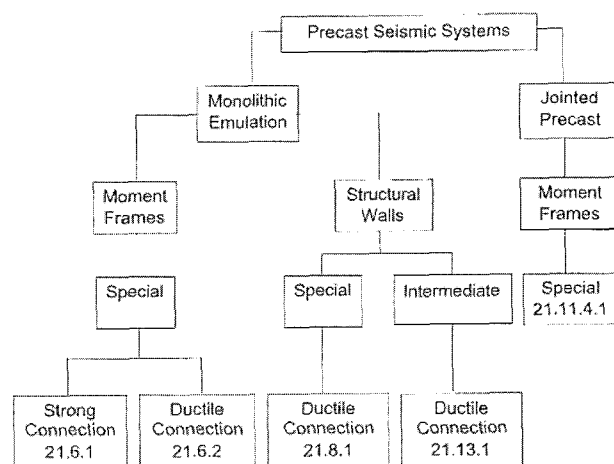 Precast Seismic Systems
Monolithic
Emulation
Jointed
Precast
Moment
Frames
Structural
Walls
Moment
Frames
Special
Special
Intermediate
Special
21.11.4.1
Strong
Connection
21.6.1
Ductile
Connection
21.6.2
Ductile
Connection
21.8.1
Ductile
Connection
21.13.1